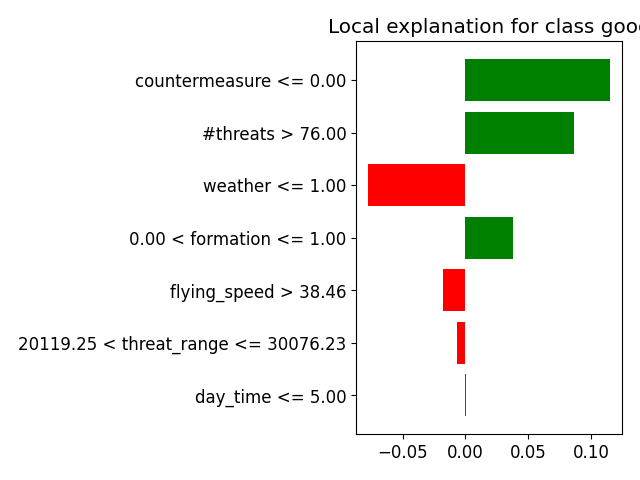 Local explanation for class good
countermeasure <= 0.00
#threats > 76.00
weather <= 1.00
0.00 < formation <= 1.00
flying_speed > 38.46
20119.25 < threat_range <= 30076.23
day_time <= 5.00
−0.05 0.00 0.05 0.10